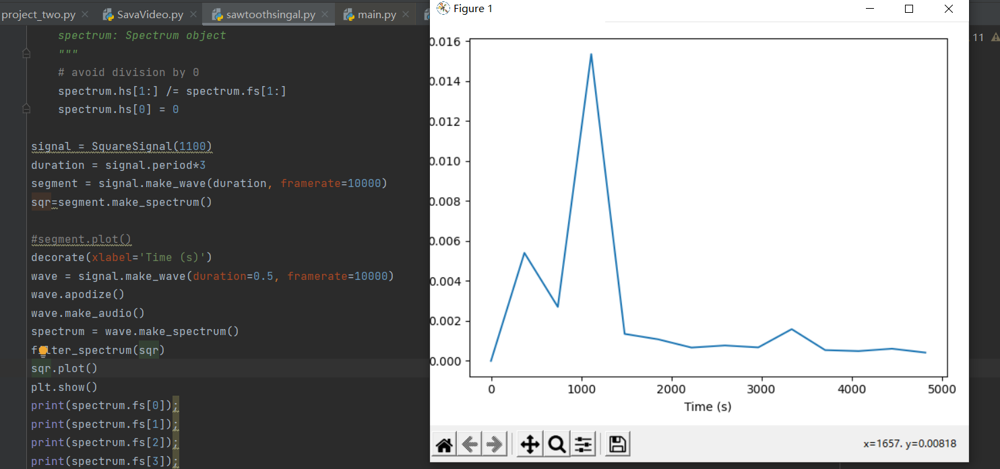 project_two.py × SavaVideo.py × sawtoothsingal.py × main.py ×
spectrum: Spectrum object
"""
# avoid division by 0
spectrum.hs[1:] /= spectrum.fs[1:]
spectrum.hs[0] = 0
signal = SquareSignal(1100)
duration = signal.period*3
segment = signal.make_wave(duration, framerate=10000)
sqr=segment.make_spectrum()
#segment.plot()
decorate(xlabel='Time (s)')
wave = signal.make_wave(duration=0.5, framerate=10000)
wave.apodize()
wave.make_audio()
spectrum = wave.make_spectrum()
filter_spectrum(sqr)
sqr.plot()
plt.show()
print(spectrum.fs[0]);
print(spectrum.fs[1]);
print(spectrum.fs[2]);
print(spectrum.fs[3]);
Figure 1
11
0.016
0.014
0.012
0.010
0.008
0.006
0.004
0.002
0.000
0 1000 2000 3000 4000 5000
Time (s)
x=1657. y=0.00818